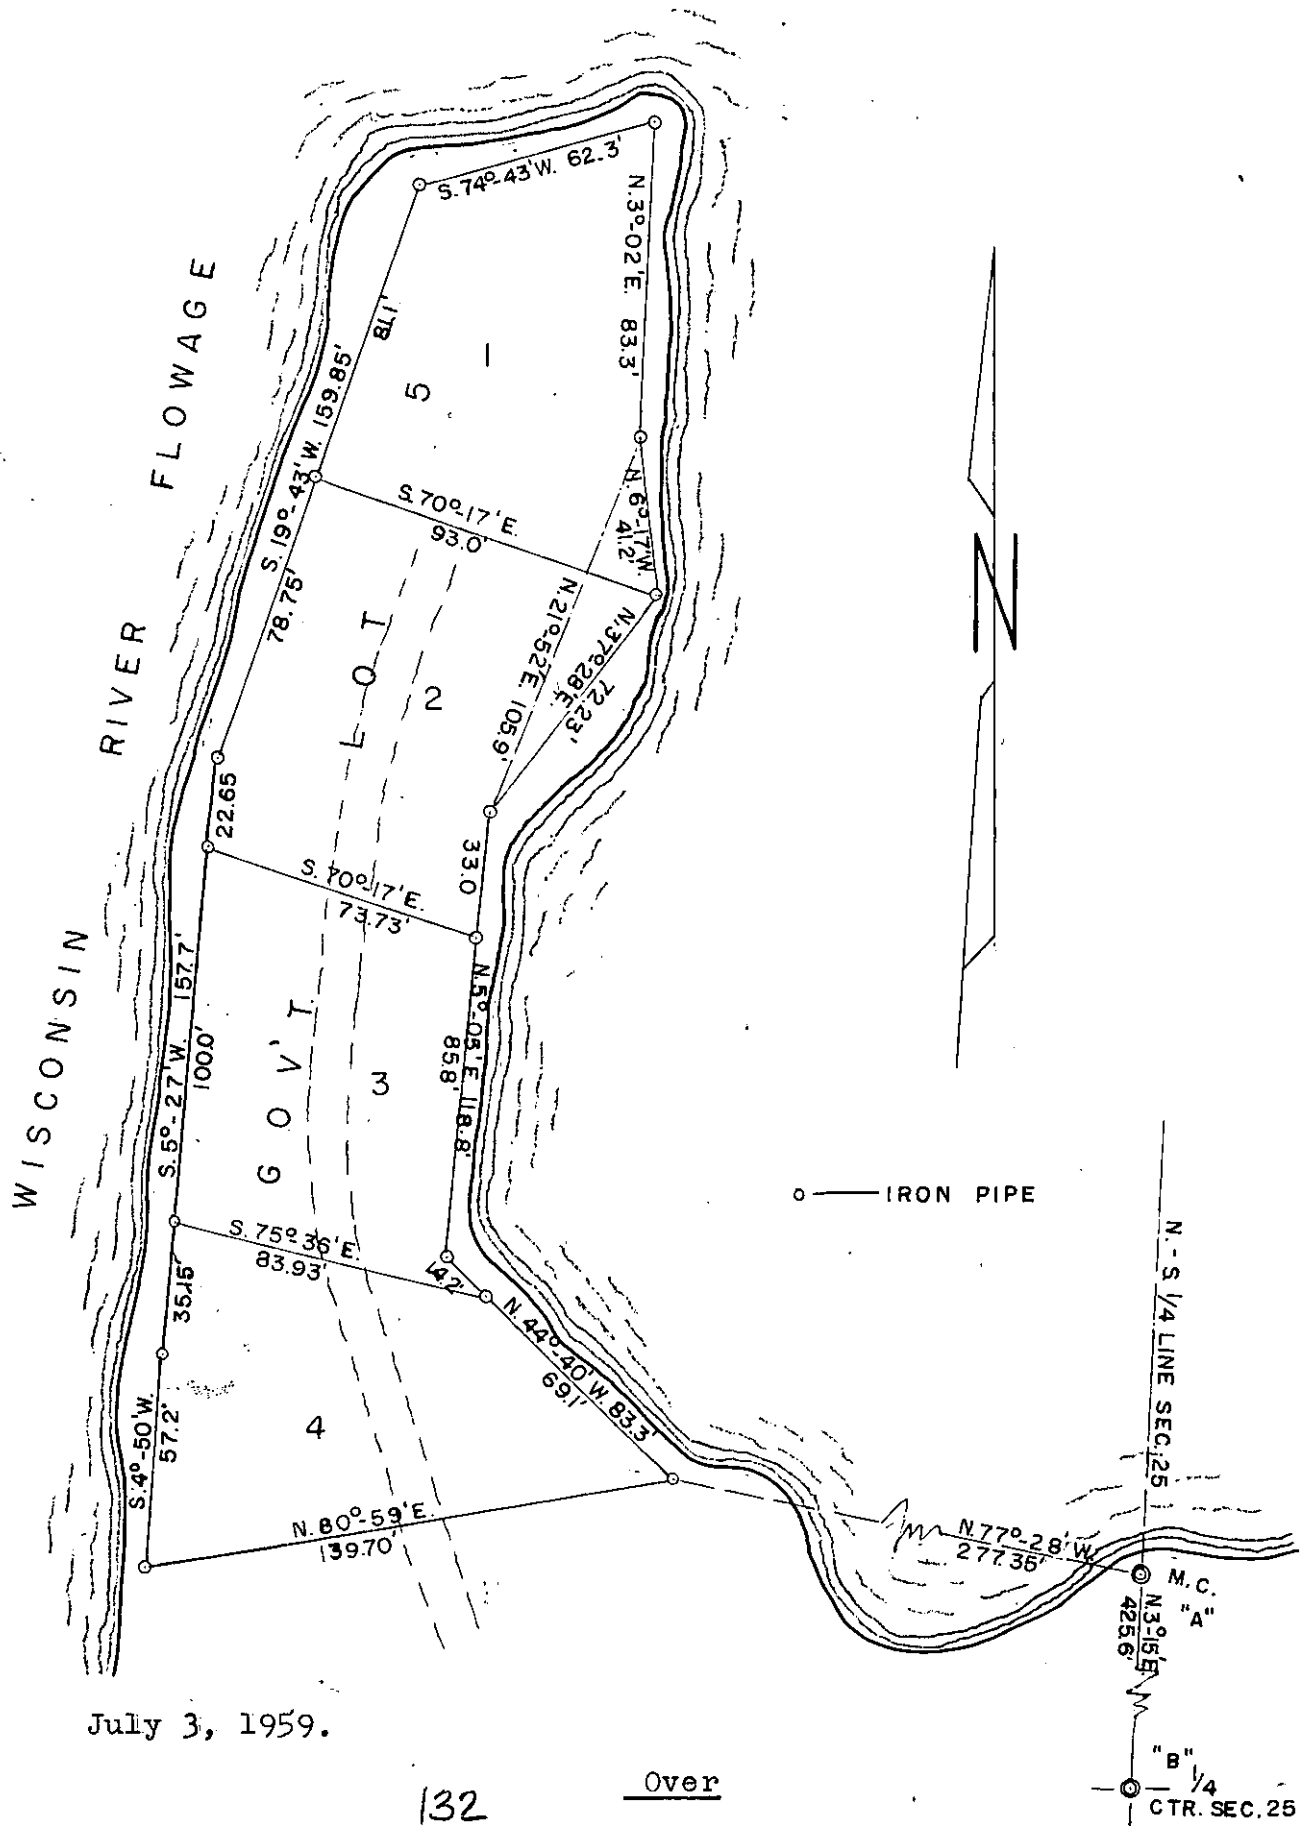 S. 74°-43'W. 62.3'
N. 3°-02'E. 83.3'
81.1'
1
5
S. 19°-43'W. 159.85'
78.75'
S. 70°-17'E.
93.0'
N. 6°-17'W.
41.2'
N. 21°-52'E. 105.9'
N. 37°-28'E.
72.23'
2
22.65
33.0
S. 70°-17'E.
73.73'
WISCONSIN RIVER FLOWAGE
GOV'T. LOT
S. 5°-27'W. 157.7'
100.0'
N. 5°-08'E 118.8'
85.8'
3
IRON PIPE
N.-S 1/4 LINE SEC. 25
S. 75°-36'E.
83.93'
14.2'
35.15'
N. 44°-40'W. 83.3'
69.1'
4
S. 4°-50'W.
57.2'
N. 80°-59'E.
139.70'
N. 77°-28'W.
277.36'
M.C.
"A"
N. 3°-15'E.
425.6'
July 3, 1959.
"B"
1/4
CTR. SEC. 25
Over
132
N